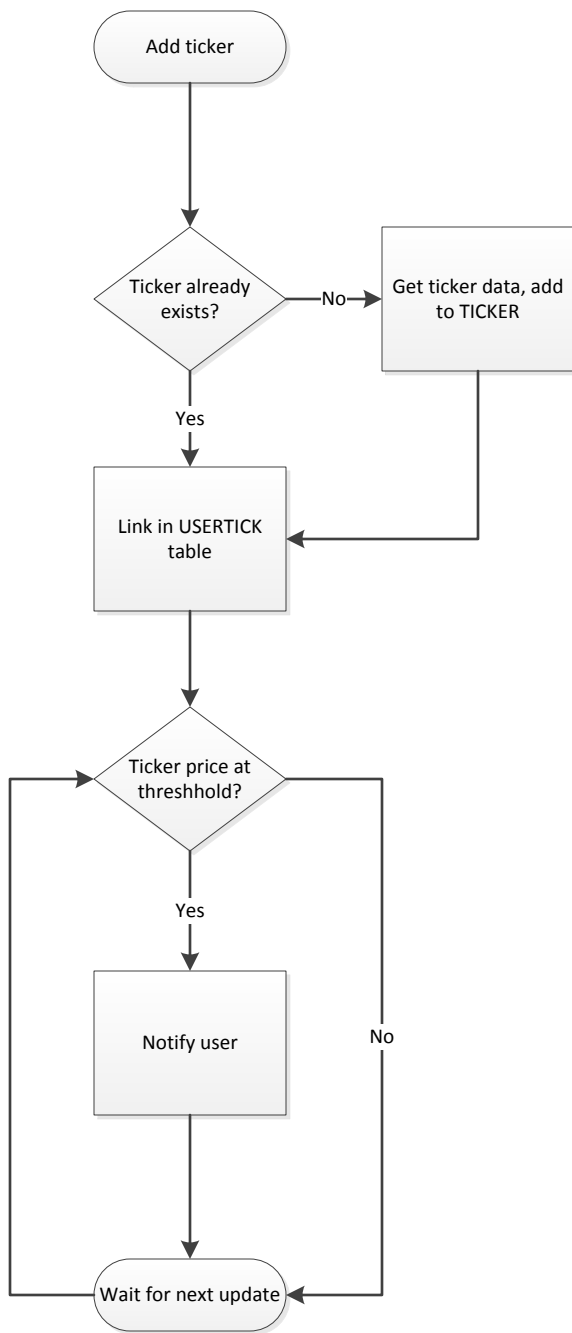 Add ticker
Ticker already
exists?
No
Get ticker data, add
to TICKER
Yes
Link in USERTICK
table
Ticker price at
threshhold?
Yes
Notify user
No
Wait for next update